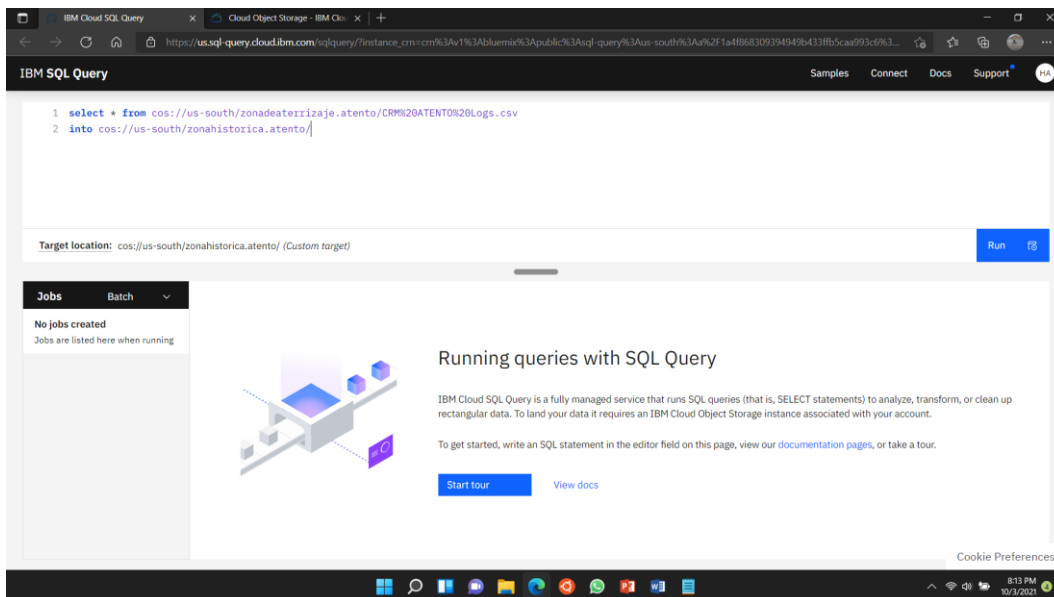 IBM Cloud SQL Query
Cloud Object Storage - IBM Clou
https://us.sql-query.cloud.ibm.com/sqlquery/?instance_crn=crn%3Av1%3Abluemix%3Apublic%3Asql-query%3Aus-south%3Aa%2F1a4f868309394949b433ffb5caa993c6%3...
IBM SQL Query
Samples Connect Docs Support HA
1 select * from cos://us-south/zonadeaterrizaje.atento/CRM%20ATENTO%20Logs.csv
2 into cos://us-south/zonahistorica.atento/
Target location: cos://us-south/zonahistorica.atento/ (Custom target)
Run
Jobs Batch
No jobs created
Jobs are listed here when running
Running queries with SQL Query
IBM Cloud SQL Query is a fully managed service that runs SQL queries (that is, SELECT statements) to analyze, transform, or clean up
rectangular data. To land your data it requires an IBM Cloud Object Storage instance associated with your account.
To get started, write an SQL statement in the editor field on this page, view our documentation pages, or take a tour.
Start tour View docs
Cookie Preferences
8:13 PM
10/3/2021